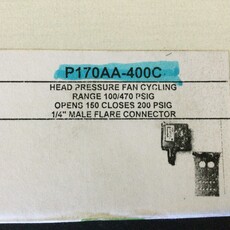 P170AA-400C
HEAD PRESSURE FAN CYCLING
RANGE 100/470 PSIG
OPENS 150 CLOSES 200 PSIG
1/4" MALE FLARE CONNECTOR